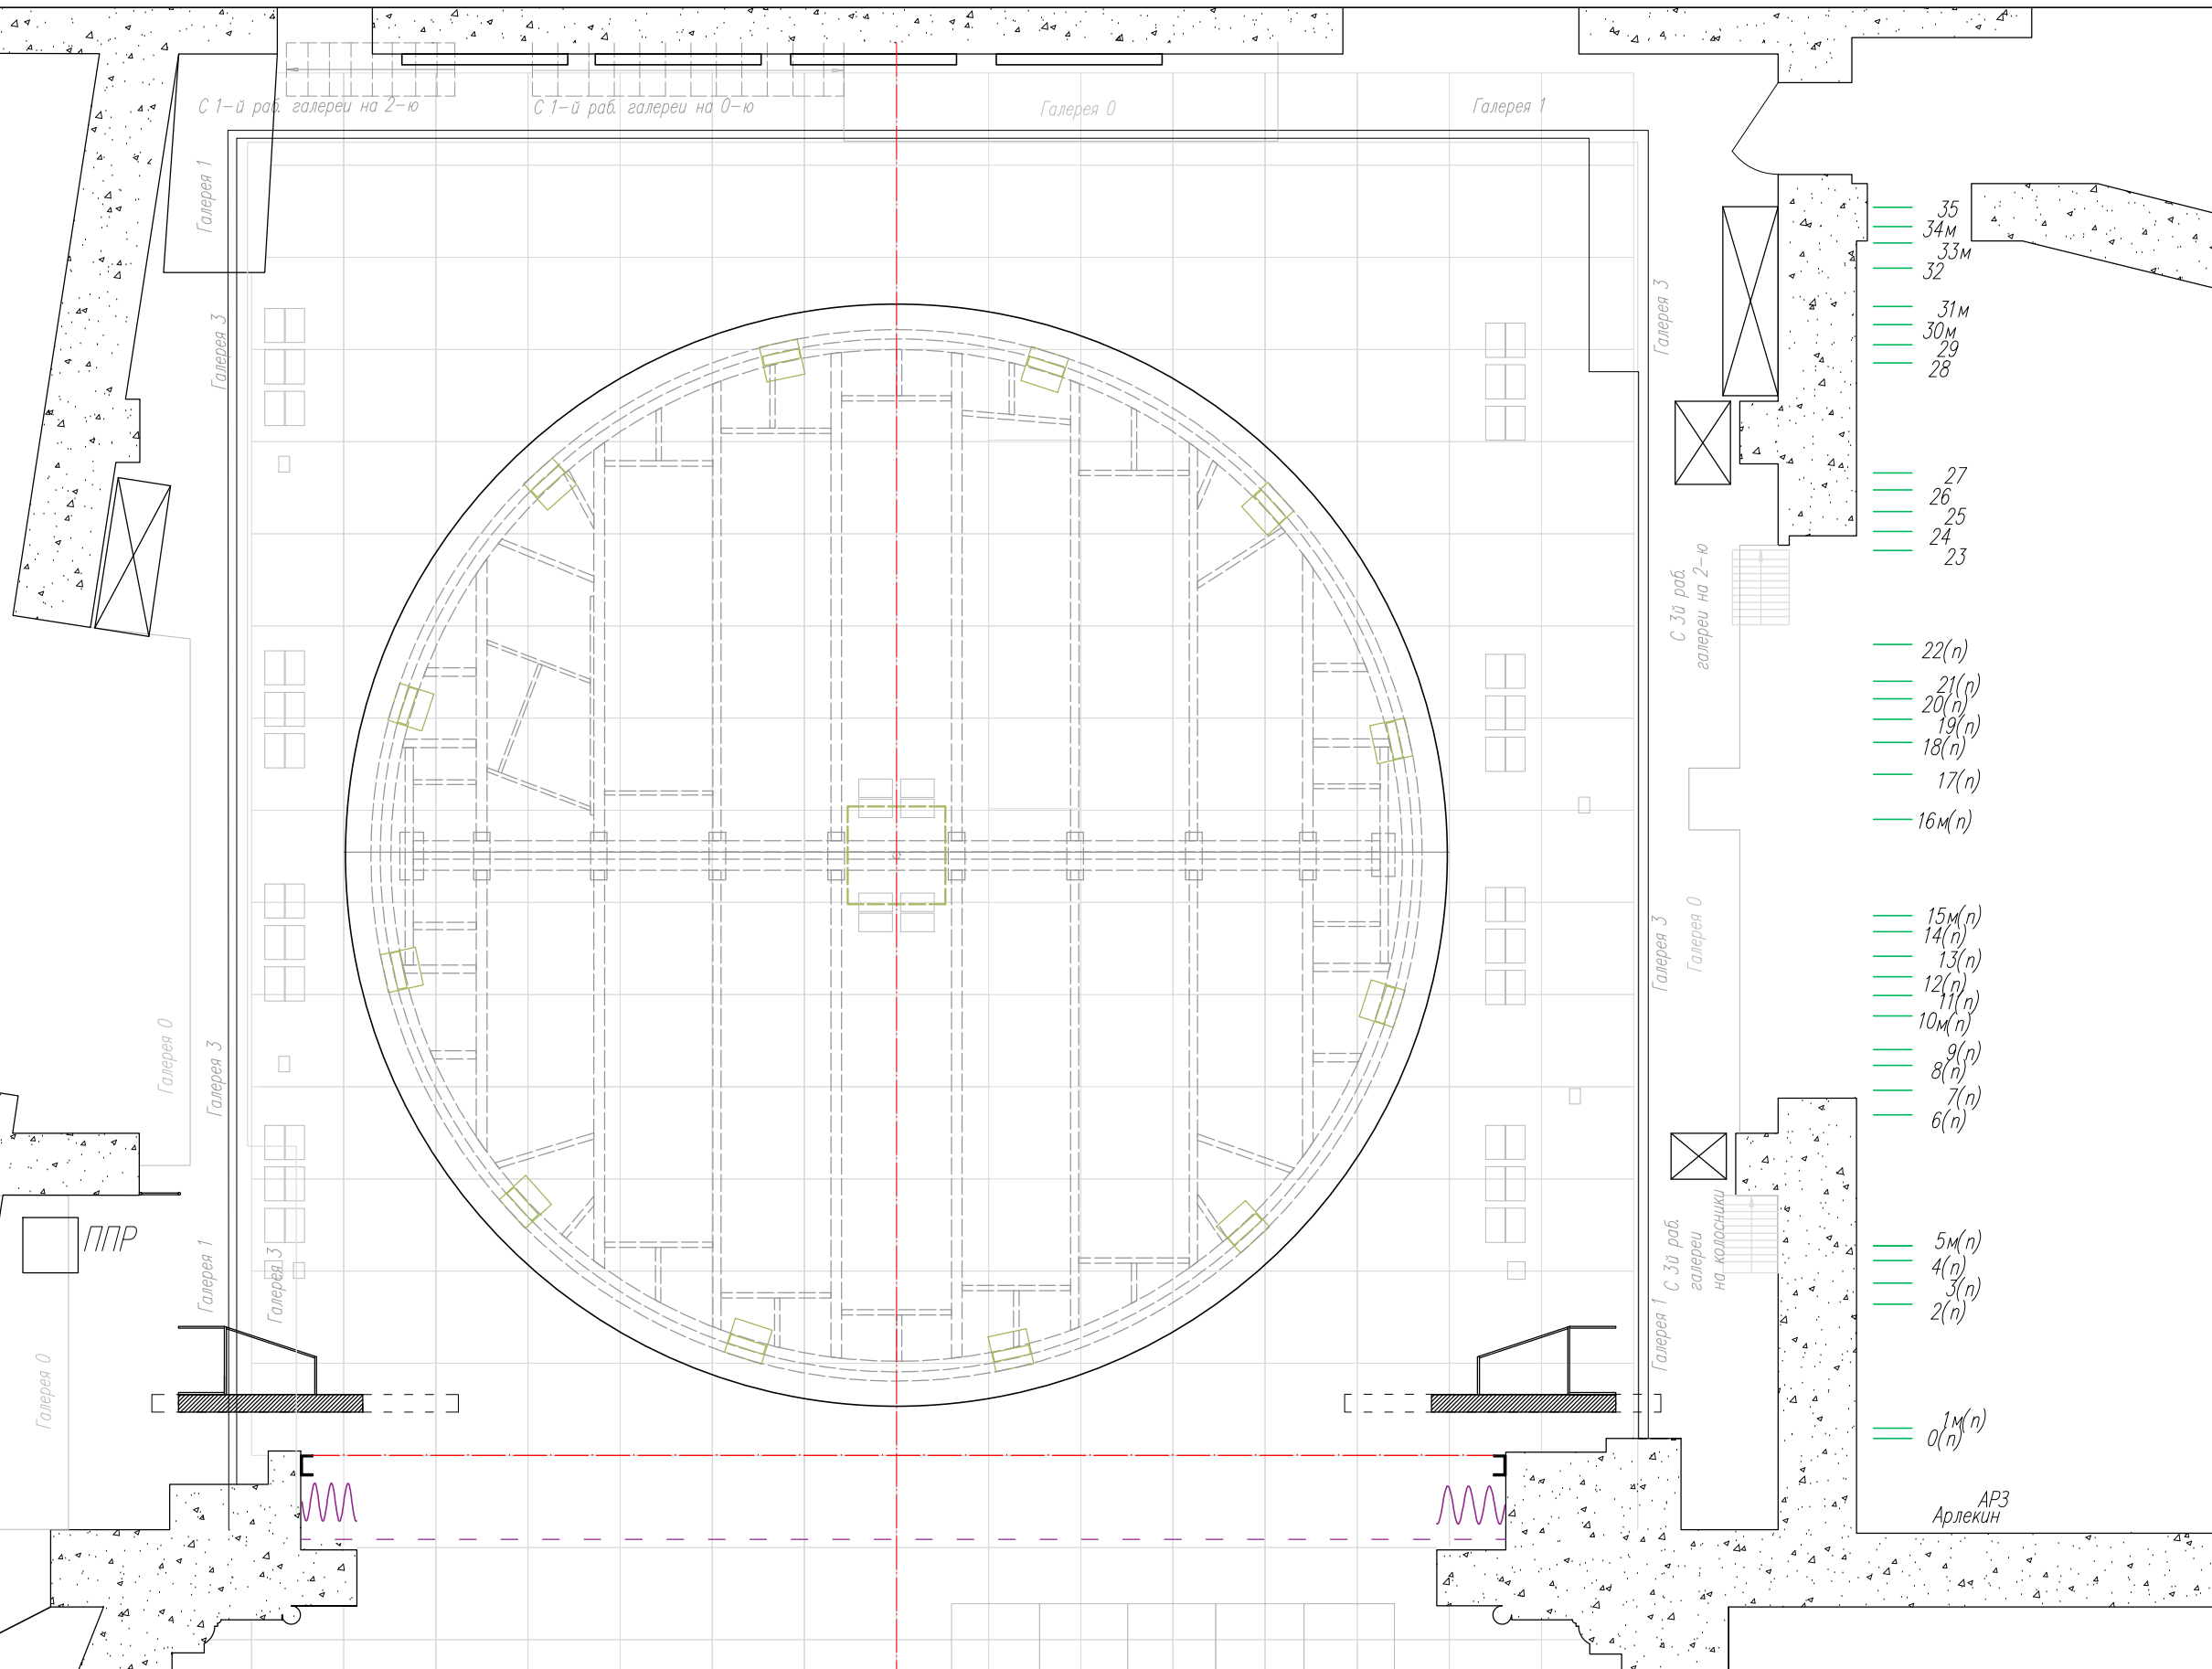 С 1-й раб. галереи на 2-ю
С 1-й раб. галереи на 0-ю
Галерея 0
Галерея 1
Галерея 1
Галерея 3
Галерея 3
35
34м
33м
32
31м
30м
29
28
27
26
25
24
23
С 3й раб.
галереи на 2-ю
22(п)
21(п)
20(п)
19(п)
18(п)
17(п)
16м(п)
Галерея 0
Галерея 3
Галерея 3
Галерея 0
15м(п)
14(п)
13(п)
12(п)
11(п)
10м(п)
9(п)
8(п)
7(п)
6(п)
ППР
Галерея 1
Галерея 3
С 3й раб.
галереи
на колосники
5м(п)
4(п)
3(п)
2(п)
Галерея 0
Галерея 1
1м(п)
0(п)
АРЗ
Арлекин